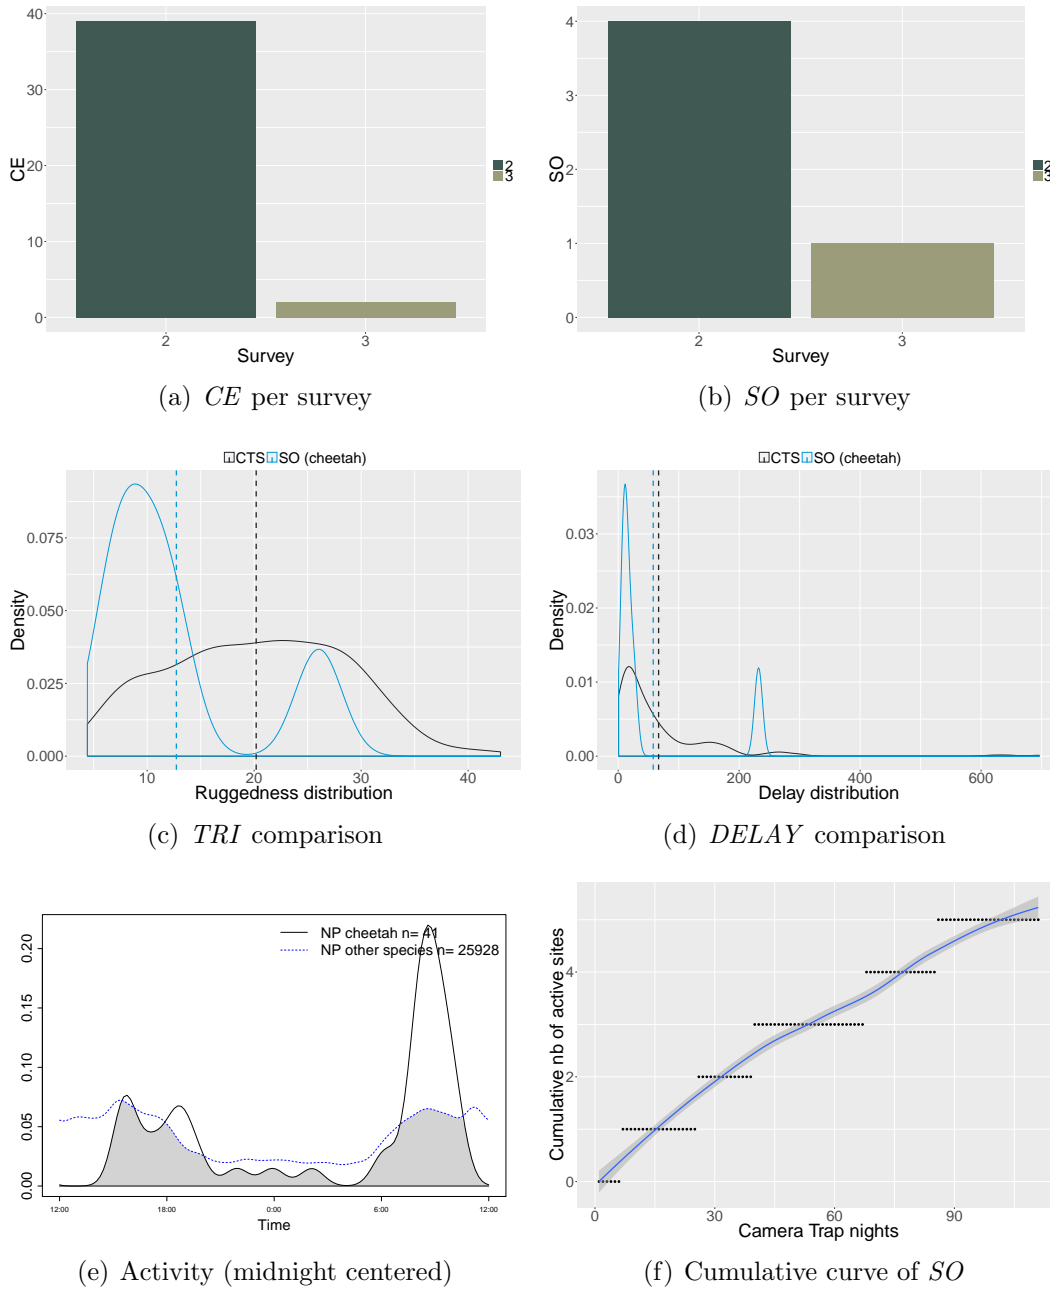 40
30
20
10
0
CE
2
3
Survey
2
3
(a) CE per survey
4
3
2
1
0
SO
2
3
Survey
2
3
(b) SO per survey
CTS SO (cheetah)
0.075
0.050
0.025
0.000
Density
10 20 30 40
Ruggedness distribution
(c) TRI comparison
CTS SO (cheetah)
0.03
0.02
0.01
0.00
Density
0 200 400 600
Delay distribution
(d) DELAY comparison
NP cheetah n= 41
NP other species n= 25928
0.20
0.15
0.10
0.05
0.00
12:00 18:00 0:00 6:00 12:00
Time
(e) Activity (midnight centered)
4
2
0
Cumulative nb of active sites
0 30 60 90
Camera Trap nights
(f) Cumulative curve of SO